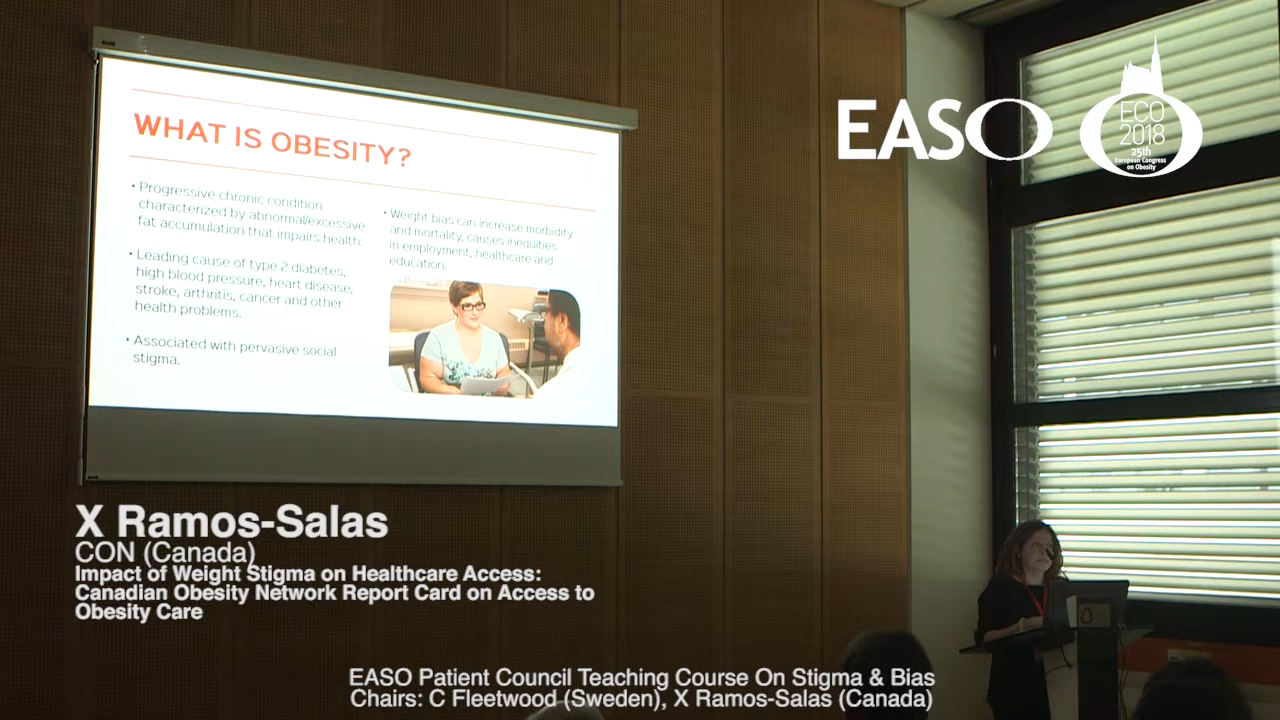 WHAT IS OBESITY?
• Progressive chronic condition
characterized by abnormal/excessive
fat accumulation that impairs health.
• Leading cause of type 2 diabetes,
high blood pressure, heart disease,
stroke, arthritis, cancer and other
health problems.
• Associated with pervasive social
stigma.
• Weight bias can increase morbidity
and mortality, causes inequities
in employment, healthcare and
education.
EASO
ECO
2018
25th
European Congress
on Obesity
X Ramos-Salas
CON (Canada)
Impact of Weight Stigma on Healthcare Access:
Canadian Obesity Network Report Card on Access to
Obesity Care
EASO Patient Council Teaching Course On Stigma & Bias
Chairs: C Fleetwood (Sweden), X Ramos-Salas (Canada)